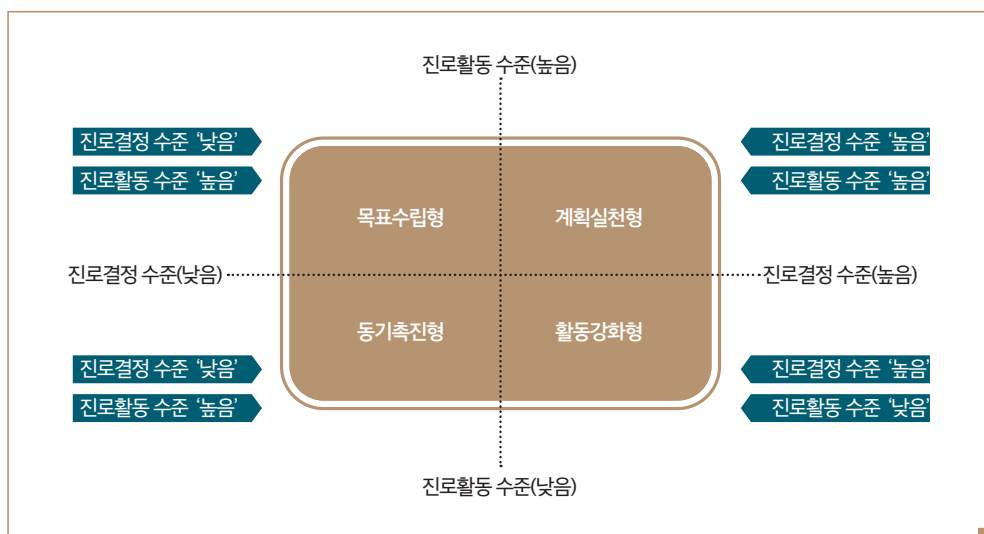 진로활동 수준(높음)
진로결정 수준 ‘낮음’
진로활동 수준 ‘높음’
진로결정 수준 ‘높음’
진로활동 수준 ‘높음’
목표수립형
계획실천형
진로결정 수준(낮음)
진로결정 수준(높음)
동기촉진형
활동강화형
진로결정 수준 ‘낮음’
진로활동 수준 ‘높음’
진로결정 수준 ‘높음’
진로활동 수준 ‘낮음’
진로활동 수준(낮음)